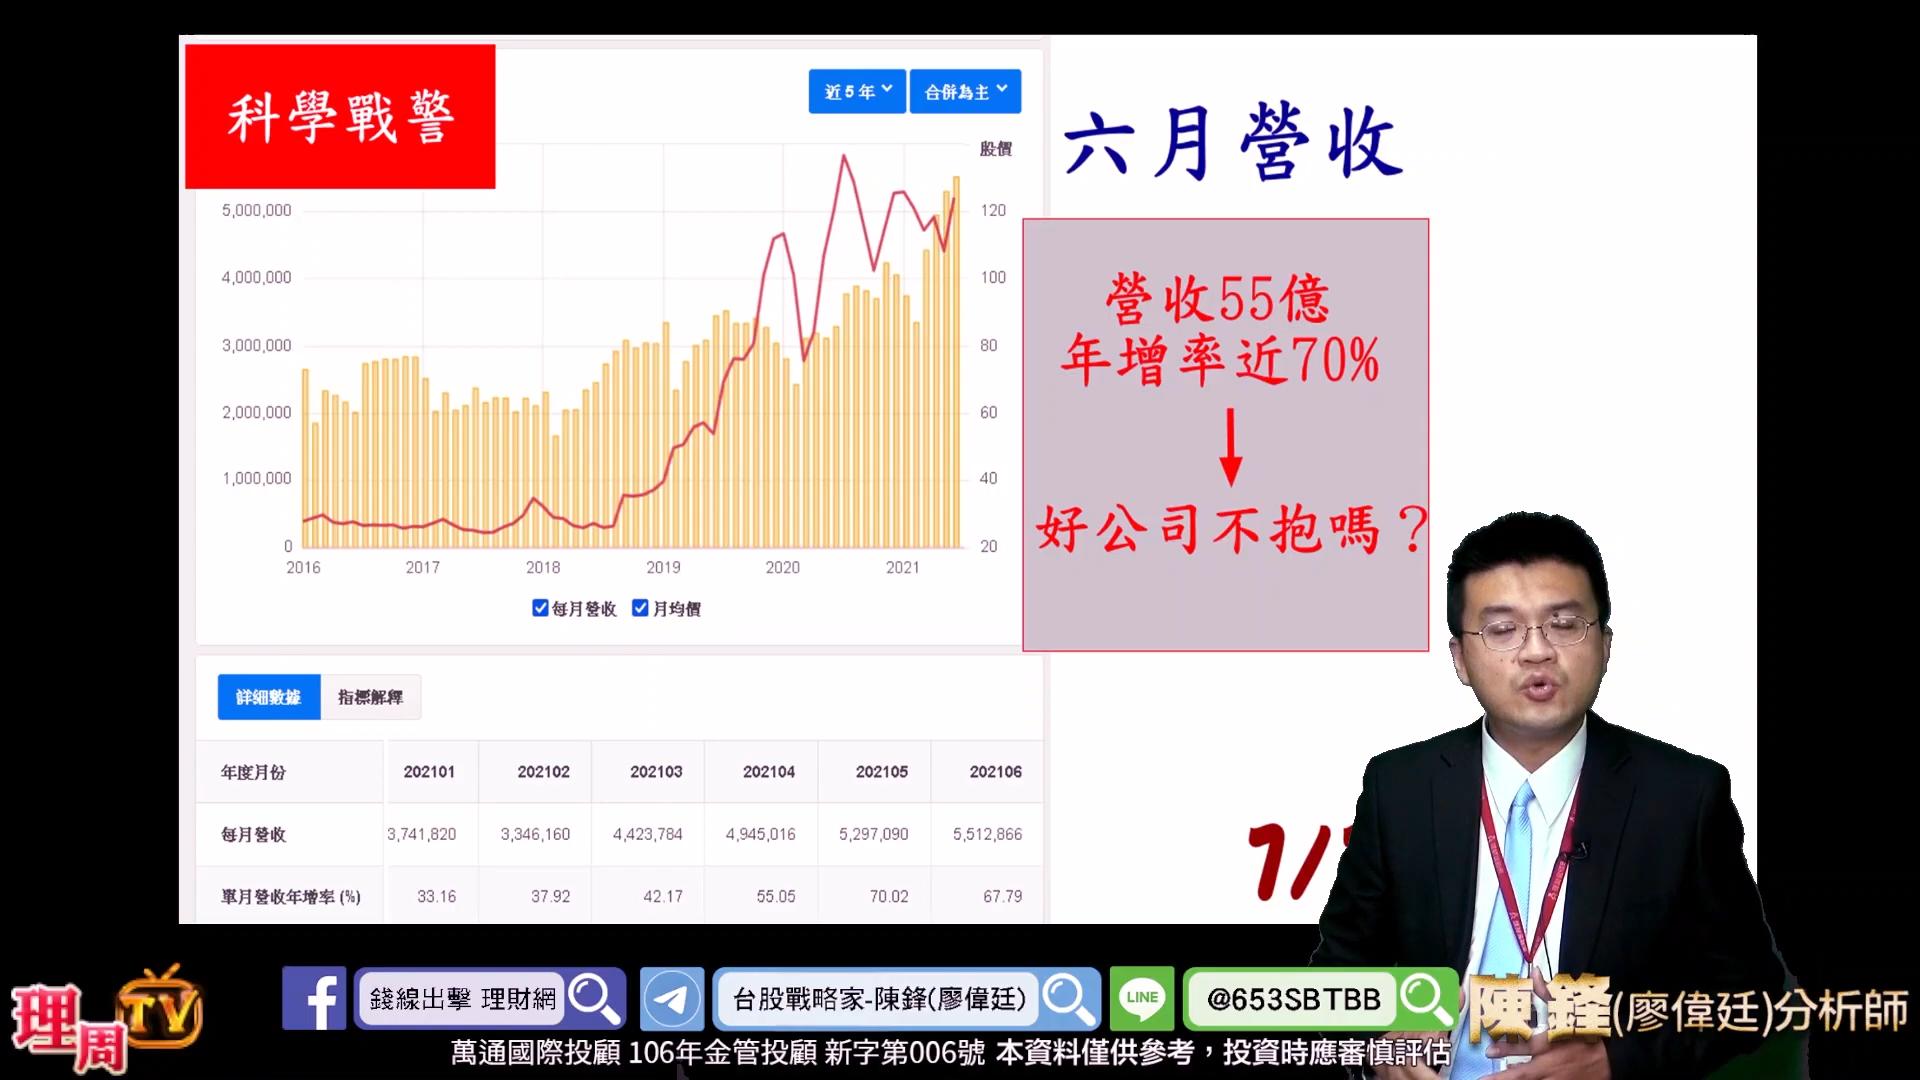 科學戰警
近 5 年
合併為主
六月營收
股價
5,000,000
4,000,000
3,000,000
2,000,000
1,000,000
0
120
100
80
60
40
20
2016 2017 2018 2019 2020 2021
每月營收 月均價
營收55億
年增率近70%
好公司不抱嗎？
詳細數據 指標解釋
年度月份 202101 202102 202103 202104 202105 202106
每月營收 3,741,820 3,346,160 4,423,784 4,945,016 5,297,090 5,512,866
單月營收年增率 (%) 33.16 37.92 42.17 55.05 70.02 67.79
7/
理周TV
錢線出擊 理財網
台股戰略家-陳鋒(廖偉廷)
LINE
@653SBTBB
陳鋒(廖偉廷)分析師
萬通國際投顧 106年金管投顧 新字第006號 本資料僅供參考，投資時應審慎評估